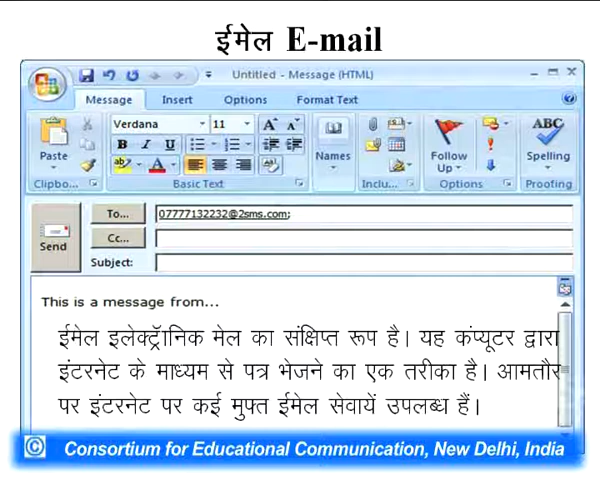 ईमेल E-mail
Untitled - Message (HTML)
Message Insert Options Format Text
Verdana 11 A A
Paste B I U Names Follow Up ABC Spelling
ab A
Clipbo... Basic Text Inclu... Options Proofing
To... 07777132232@2sms.com;
Send Cc...
Subject:
This is a message from...
ईमेल इलेक्ट्रॉनिक मेल का संक्षिप्त रूप है। यह कंप्यूटर द्वारा
इंटरनेट के माध्यम से पत्र भेजने का एक तरीका है। आमतौर
पर इंटरनेट पर कई मुफ्त ईमेल सेवायें उपलब्ध हैं।
© Consortium for Educational Communication, New Delhi, India